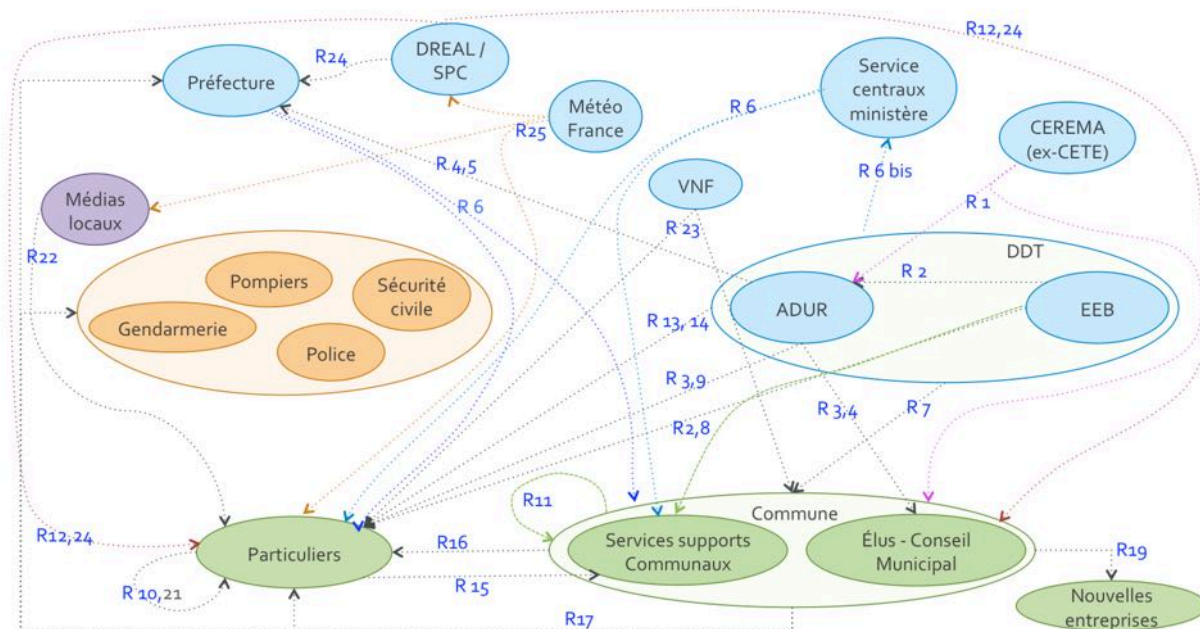 R12,24
DREAL /
SPC
R24
Préfecture
Service
centraux
ministère
Météo
France
R 6
CEREMA
(ex-CETE)
R25
R 4,5
R 6 bis
VNF
Médias
locaux
R 6
R 1
R 23
R22
DDT
Pompiers
Sécurité
civile
R 2
Gendarmerie
ADUR
EEB
R 13, 14
Police
R 3,9
R 3,4
R 7
R2,8
R11
Commune
R12,24
Particuliers
R16
Services supports
Communaux
Élus - Conseil
Municipal
R19
R 15
R 10,21
Nouvelles
entreprises
R17